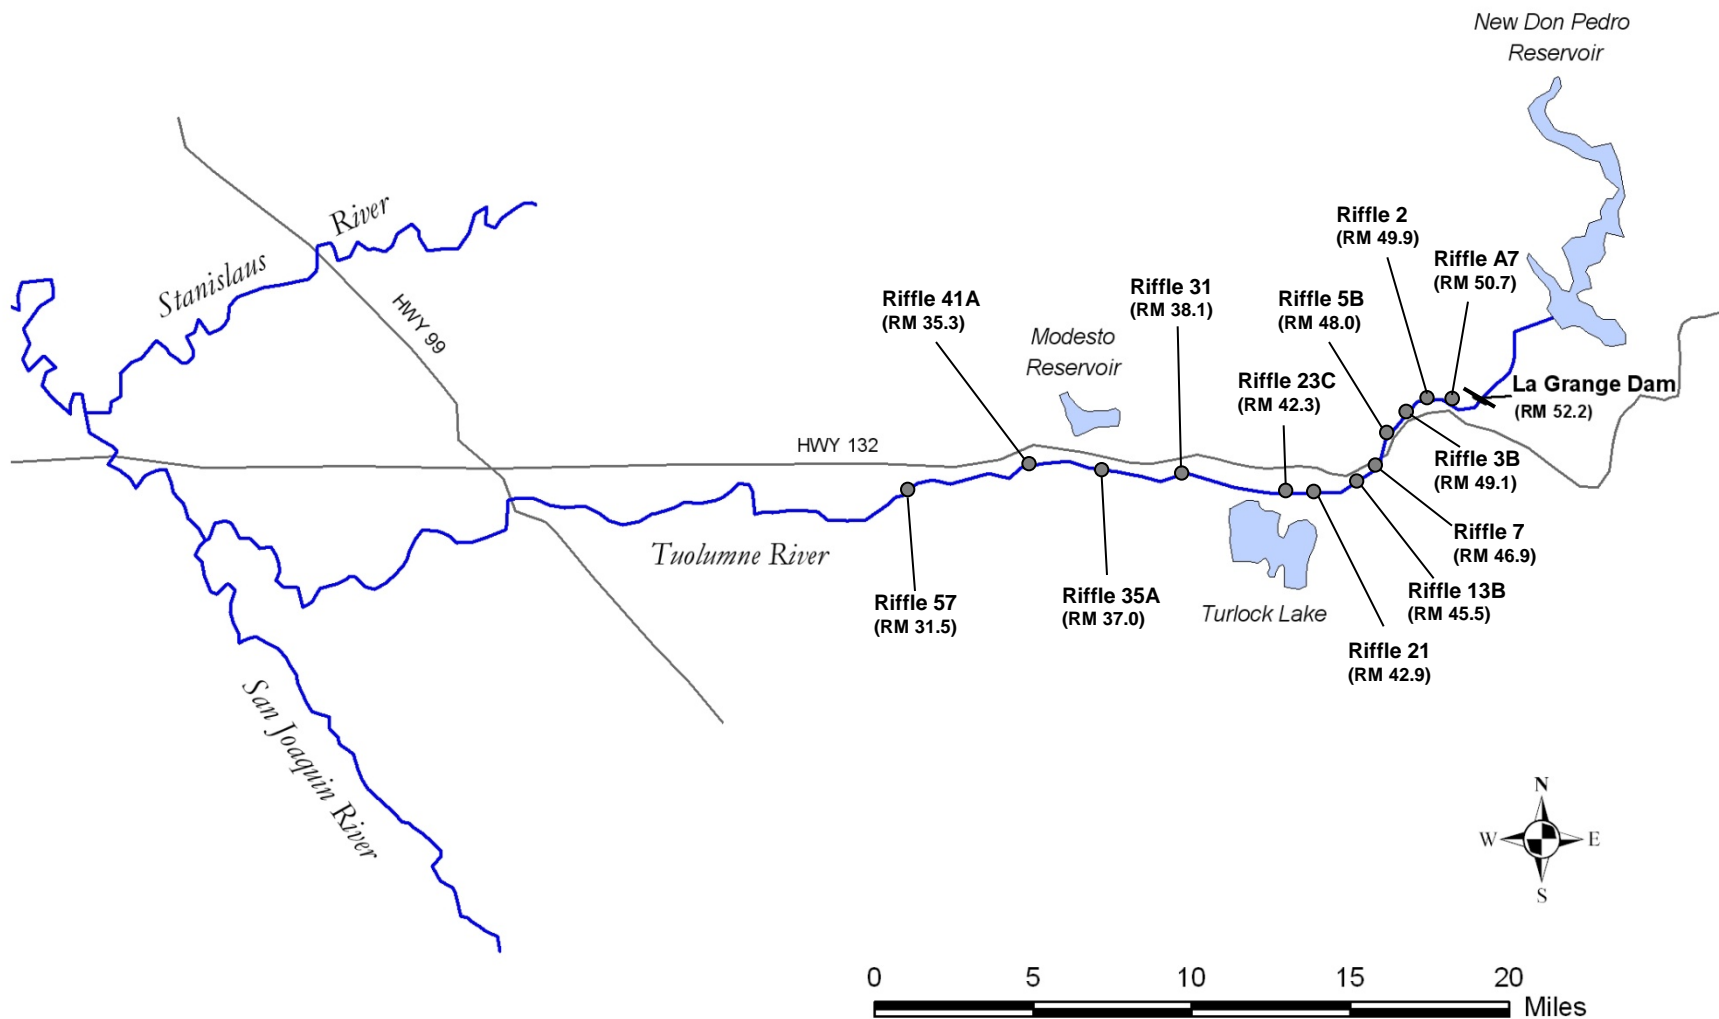 New Don Pedro
Reservoir
River
Stanislaus
HWY 99
Riffle 2
(RM 49.9)
Riffle A7
(RM 50.7)
Riffle 41A
(RM 35.3)
Riffle 31
(RM 38.1)
Riffle 5B
(RM 48.0)
Modesto
Reservoir
Riffle 23C
(RM 42.3)
La Grange Dam
(RM 52.2)
HWY 132
Riffle 3B
(RM 49.1)
Tuolumne River
Riffle 7
(RM 46.9)
Riffle 57
(RM 31.5)
Riffle 35A
(RM 37.0)
Turlock Lake
Riffle 13B
(RM 45.5)
Riffle 21
(RM 42.9)
San Joaquin River
N
W E
S
0 5 10 15 20
Miles